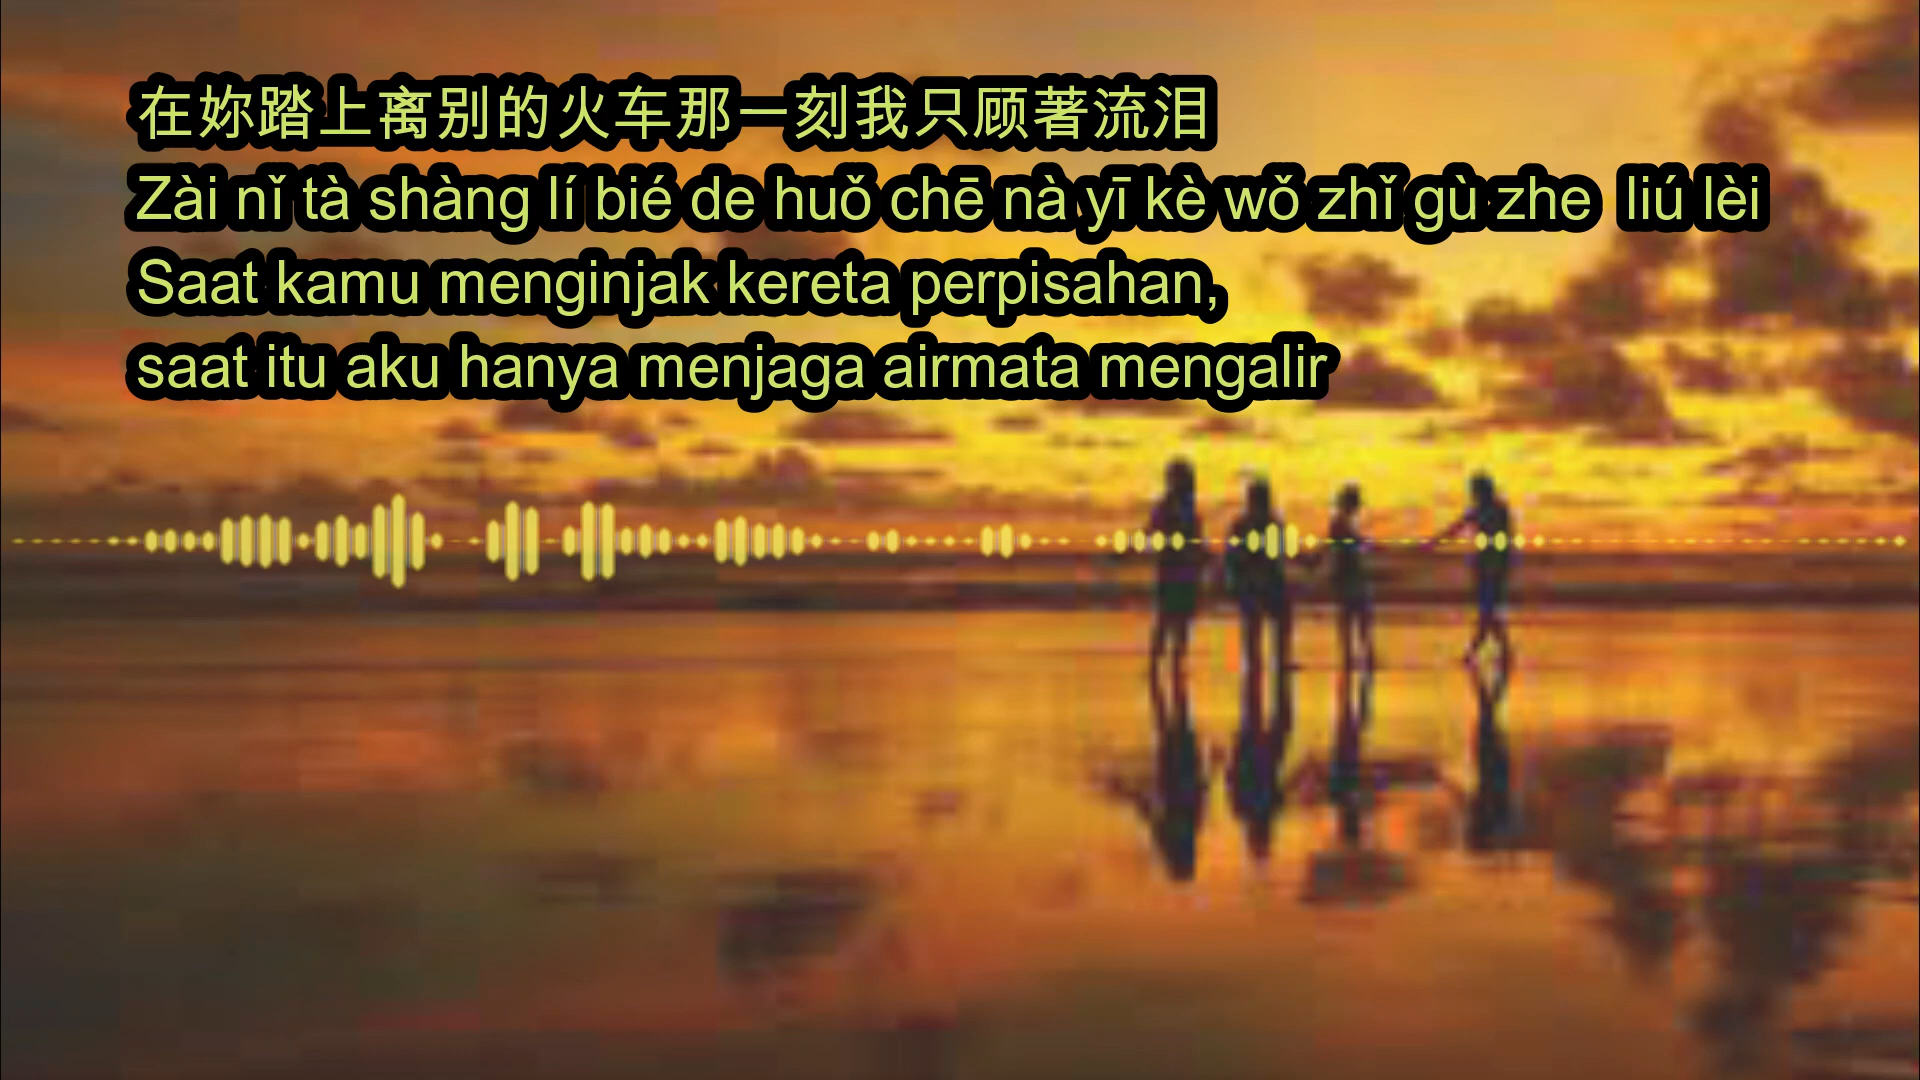 在妳踏上离别的火车那一刻我只顾著流泪
Zài nǐ tà shàng lí bié de huǒ chē nà yī kè wǒ zhǐ gù zhe  liú lèi
Saat kamu menginjak kereta perpisahan,
saat itu aku hanya menjaga airmata mengalir